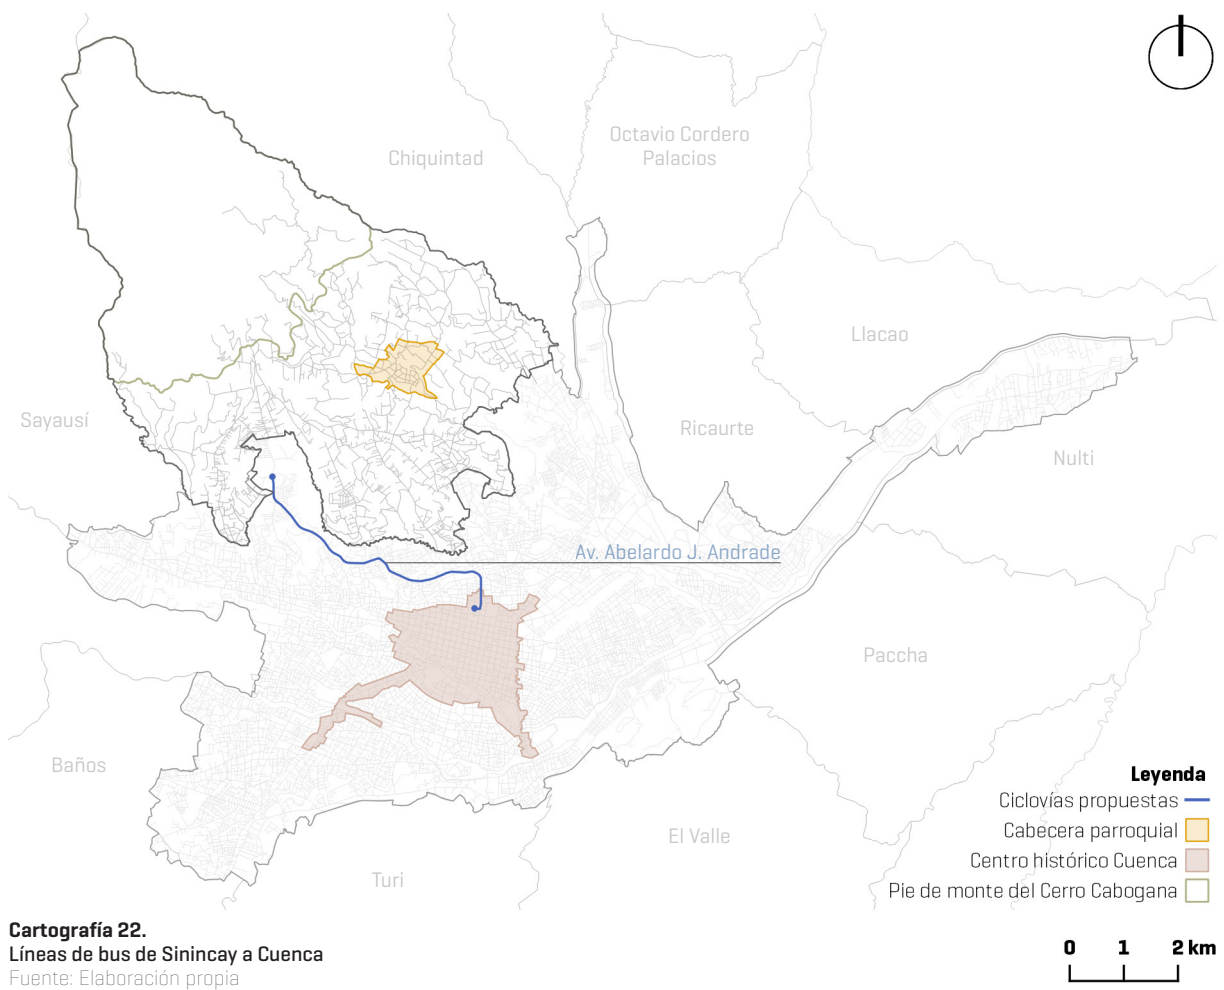 Octavio Cordero
Palacios
Chiquintad
Llacao
Sayausí
Ricaurte
Nulti
Av. Abelardo J. Andrade
Paccha
Baños
El Valle
Turi
Leyenda
Ciclovías propuestas
Cabecera parroquial
Centro histórico Cuenca
Pie de monte del Cerro Cabogana
Cartografía 22.
Líneas de bus de Sinincay a Cuenca
Fuente: Elaboración propia
0 1 2 km